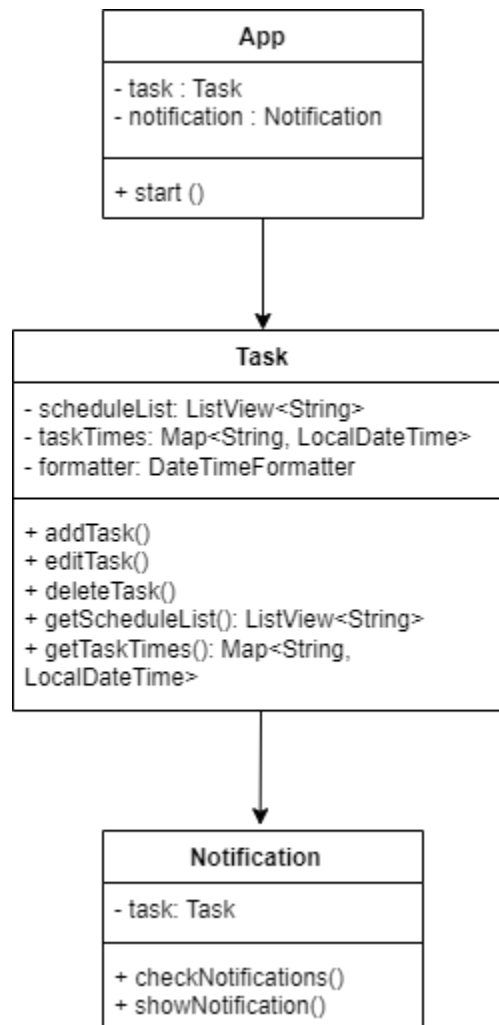 App
- task : Task
- notification : Notification
+ start ()
Task
- scheduleList: ListView<String>
- taskTimes: Map<String, LocalDateTime>
- formatter: DateTimeFormatter
+ addTask()
+ editTask()
+ deleteTask()
+ getScheduleList(): ListView<String>
+ getTaskTimes(): Map<String,
LocalDateTime>
Notification
- task: Task
+ checkNotifications()
+ showNotification()